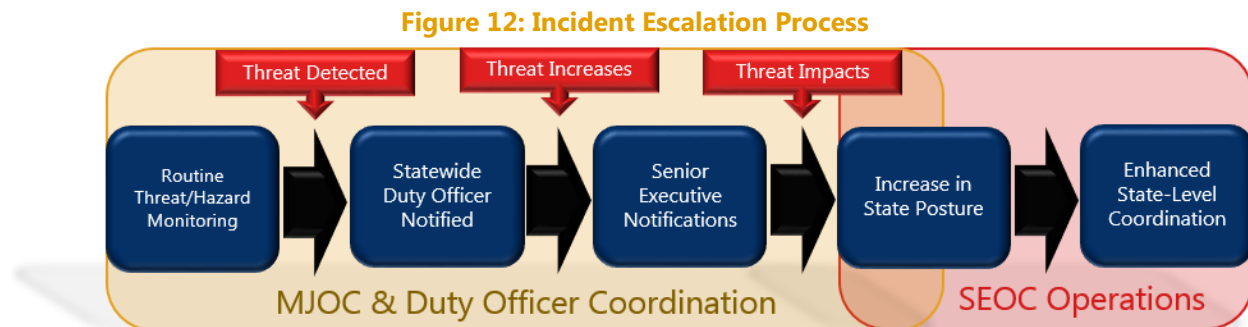 Figure 12: Incident Escalation Process
Threat Detected
Threat Increases
Threat Impacts
Routine
Threat/Hazard
Monitoring
Statewide
Duty Officer
Notified
Senior
Executive
Notifications
Increase in
State Posture
Enhanced
State-Level
Coordination
MJOC & Duty Officer Coordination
SEOC Operations